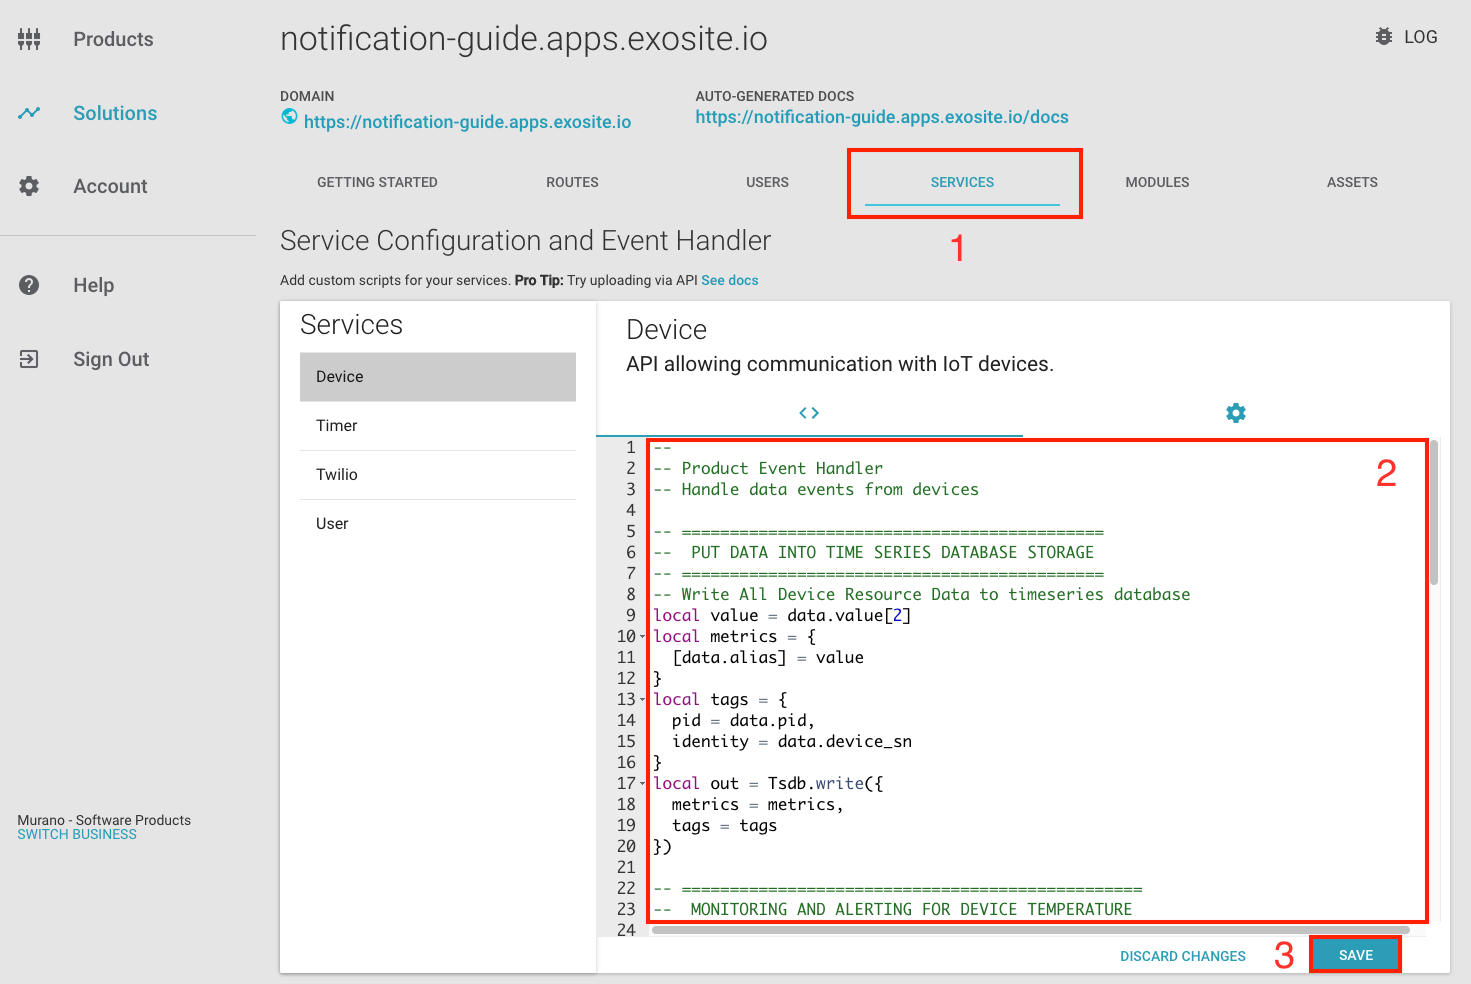 Products
Solutions
Account
Help
Sign Out
Murano - Software Products
SWITCH BUSINESS
notification-guide.apps.exosite.io
LOG
DOMAIN
https://notification-guide.apps.exosite.io
AUTO-GENERATED DOCS
https://notification-guide.apps.exosite.io/docs
GETTING STARTED
ROUTES
USERS
SERVICES
MODULES
ASSETS
1
Service Configuration and Event Handler
Add custom scripts for your services. Pro Tip: Try uploading via API See docs
Services
Device
Timer
Twilio
User
Device
API allowing communication with IoT devices.
<>
2
1 --
2 -- Product Event Handler
3 -- Handle data events from devices
4
5 -- ============================================
6 --  PUT DATA INTO TIME SERIES DATABASE STORAGE
7 -- ============================================
8 -- Write All Device Resource Data to timeseries database
9 local value = data.value[2]
10 local metrics = {
11   [data.alias] = value
12 }
13 local tags = {
14   pid = data.pid,
15   identity = data.device_sn
16 }
17 local out = Tsdb.write({
18   metrics = metrics,
19   tags = tags
20 })
21
22 -- ================================================
23 --  MONITORING AND ALERTING FOR DEVICE TEMPERATURE
24
DISCARD CHANGES
3
SAVE